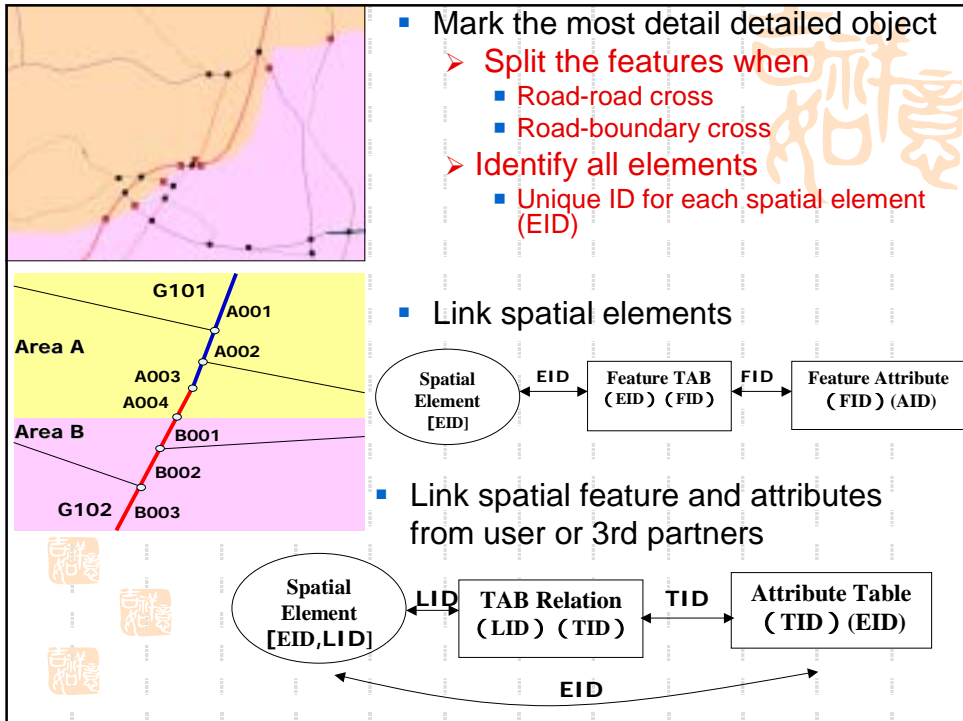 Mark the most detail detailed object
Split the features when
Road-road cross
Road-boundary cross
Identify all elements
Unique ID for each spatial element
(EID)
G101
A001
Area A
A002
A003
A004
Area B
B001
B002
G102
B003
Link spatial elements
Spatial
Element
[EID]
EID
Feature TAB
(EID) (FID)
FID
Feature Attribute
(FID) (AID)
Link spatial feature and attributes
from user or 3rd partners
Spatial
Element
[EID,LID]
LID
TAB Relation
(LID) (TID)
TID
Attribute Table
(TID) (EID)
EID